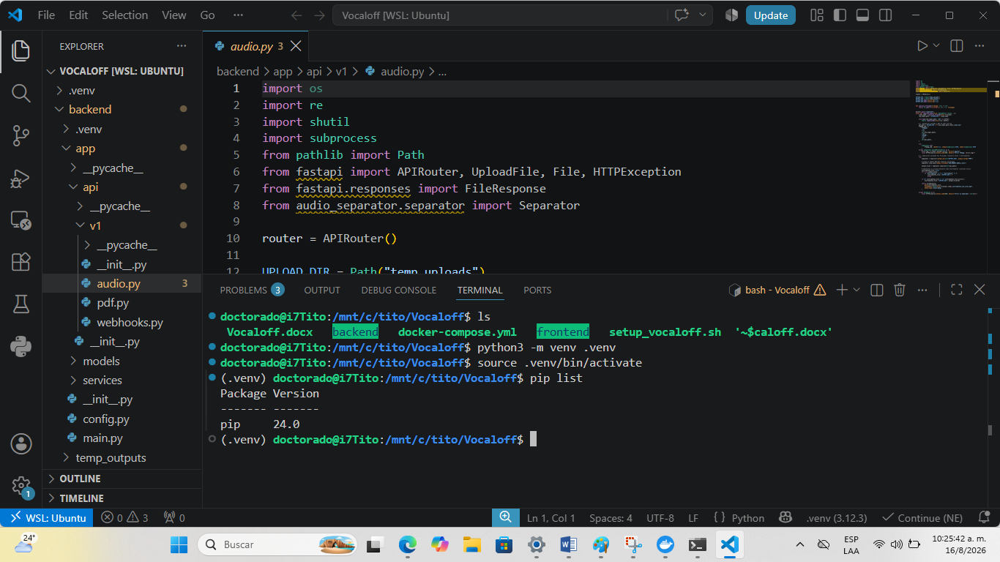 File Edit Selection View Go ··· Vocaloff [WSL: Ubuntu] Update
EXPLORER ···
VOCALOFF [WSL: UBUNTU]
.venv
backend
.venv
app
__pycache__
api
__pycache__
v1
__pycache__
__init__.py
audio.py 3
pdf.py
webhooks.py
__init__.py
models
services
__init__.py
config.py
main.py
temp_outputs
OUTLINE
TIMELINE
audio.py 3
backend > app > api > v1 > audio.py > ...
1 import os
2 import re
3 import shutil
4 import subprocess
5 from pathlib import Path
6 from fastapi import APIRouter, UploadFile, File, HTTPException
7 from fastapi.responses import FileResponse
8 from audio_separator.separator import Separator
9
10 router = APIRouter()
11
12 UPLOAD_DIR = Path("temp_uploads")
PROBLEMS 3 OUTPUT DEBUG CONSOLE TERMINAL PORTS bash - Vocaloff
doctorado@i7Tito:/mnt/c/tito/Vocaloff$ ls
Vocaloff.docx backend docker-compose.yml frontend setup_vocaloff.sh '~$caloff.docx'
doctorado@i7Tito:/mnt/c/tito/Vocaloff$ python3 -m venv .venv
doctorado@i7Tito:/mnt/c/tito/Vocaloff$ source .venv/bin/activate
(.venv) doctorado@i7Tito:/mnt/c/tito/Vocaloff$ pip list
Package Version
------- -------
pip 24.0
(.venv) doctorado@i7Tito:/mnt/c/tito/Vocaloff$
1
WSL: Ubuntu 0 3 0 Ln 1, Col 1 Spaces: 4 UTF-8 LF { } Python .venv (3.12.3) Continue (NE)
24° Buscar ESP LAA 10:25:42 a. m. 16/8/2026